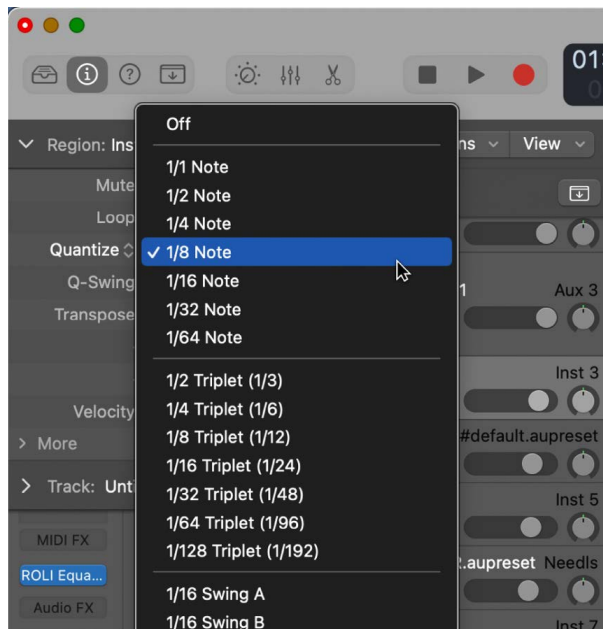 01
0
Off
Region: Ins
ns
View
1/1 Note
Mute
1/2 Note
Loop
1/4 Note
Quantize
✓ 1/8 Note
Q-Swing
1/16 Note
1
Aux 3
Transpose
1/32 Note
1/64 Note
Inst 3
1/2 Triplet (1/3)
Velocity
1/4 Triplet (1/6)
> More
1/8 Triplet (1/12)
#default.aupreset
1/16 Triplet (1/24)
Track: Unti
1/32 Triplet (1/48)
Inst 5
1/64 Triplet (1/96)
MIDI FX
1/128 Triplet (1/192)
.aupreset Needls
ROLI Equa...
1/16 Swing A
Audio FX
1/16 Swing B
Inst 7